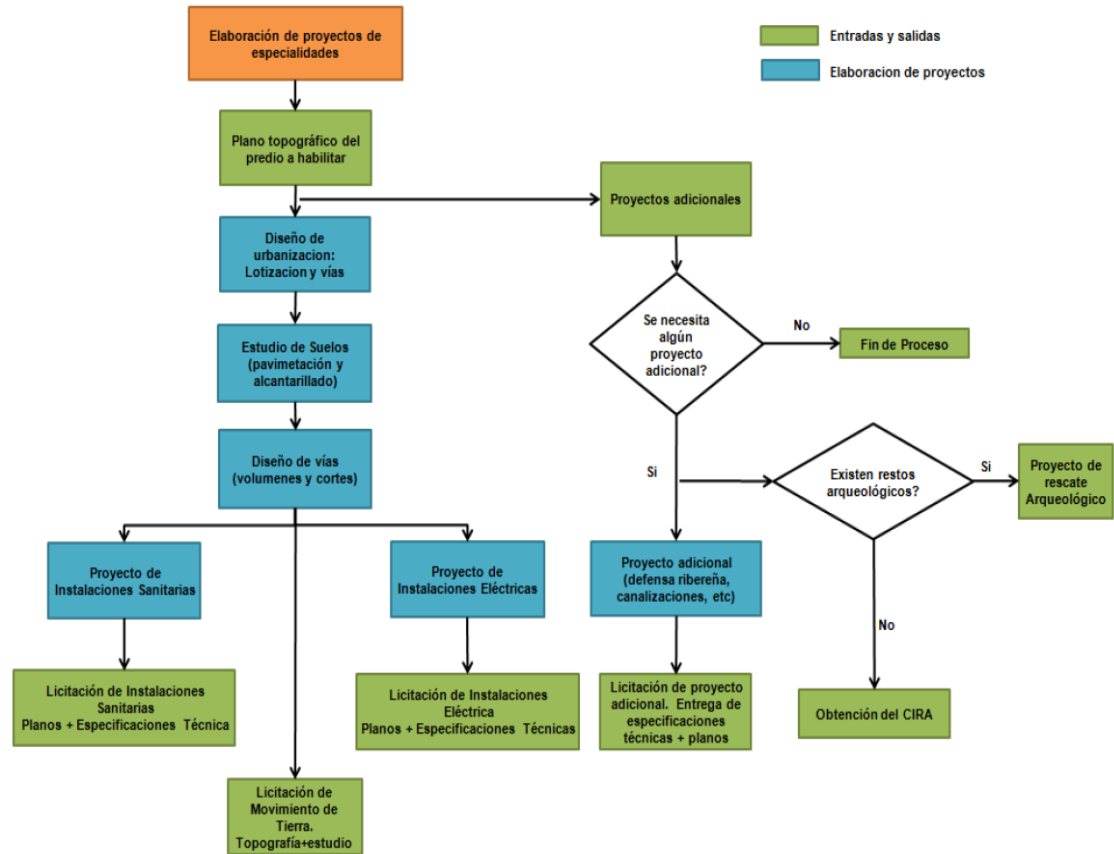 Elaboración de proyectos de
especialidades
Entradas y salidas
Elaboracion de proyectos
Plano topográfico del
predio a habilitar
Proyectos adicionales
Diseño de
urbanizacion:
Lotizacion y vías
Se necesita
algún
proyecto
adicional?
No
Fin de Proceso
Estudio de Suelos
(pavimetación y
alcantarillado)
Diseño de vías
(volumenes y cortes)
Si
Existen restos
arqueológicos?
Si
Proyecto de
rescate
Arqueológico
Proyecto de
Instalaciones Sanitarias
Proyecto de
Instalaciones Eléctricas
Proyecto adicional
(defensa ribereña,
canalizaciones, etc)
No
Licitación de Instalaciones
Sanitarias
Planos + Especificaciones Técnica
Licitación de Instalaciones
Eléctrica
Planos + Especificaciones Técnicas
Licitación de proyecto
adicional. Entrega de
especificaciones
técnicas + planos
Obtención del CIRA
Licitación de
Movimiento de
Tierra.
Topografía+estudio